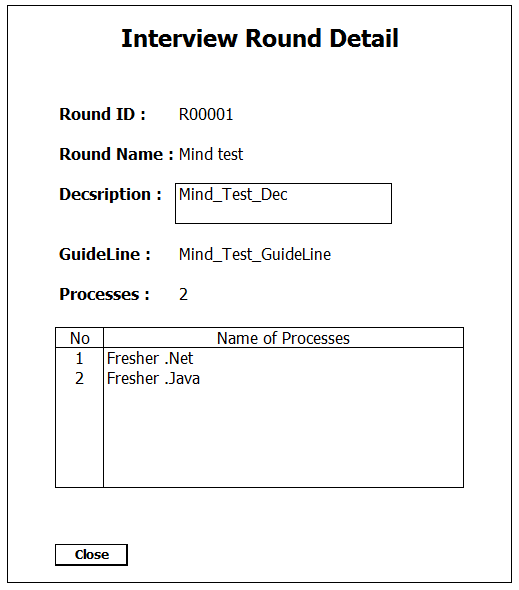 Interview Round Detail
Round ID : R00001
Round Name : Mind test
Decsription : Mind_Test_Dec
GuideLine : Mind_Test_GuideLine
Processes : 2
No Name of Processes
1 Fresher .Net
2 Fresher .Java
Close